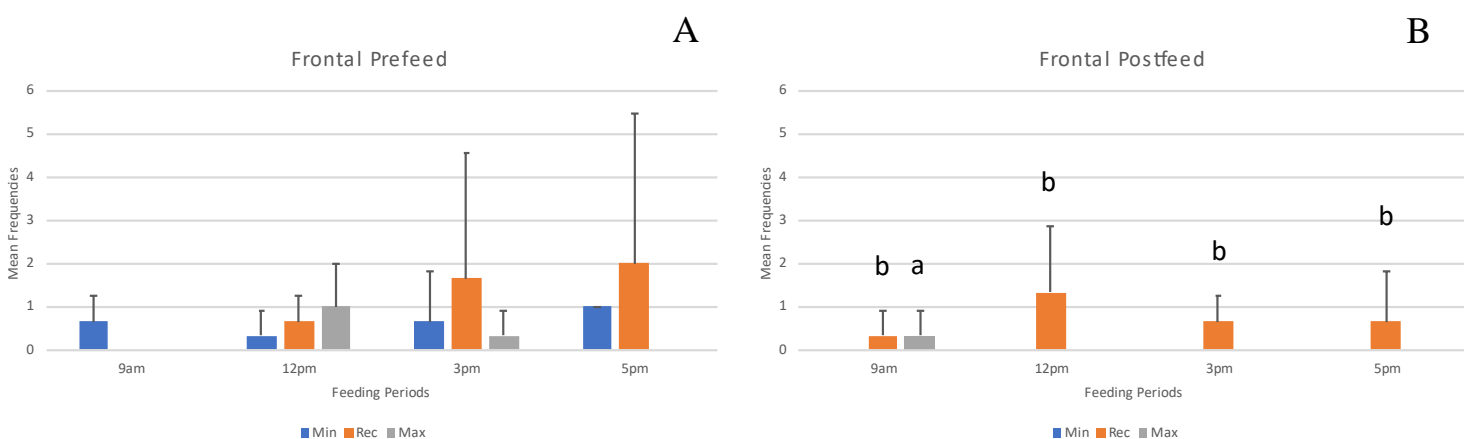 A
Frontal Prefeed
Mean Frequencies
6
5
4
3
2
1
0
9am 12pm 3pm 5pm
Feeding Periods
Min Rec Max
B
Frontal Postfeed
Mean Frequencies
6
5
4
3
2
1
0
b a b b b
9am 12pm 3pm 5pm
Feeding Periods
Min Rec Max